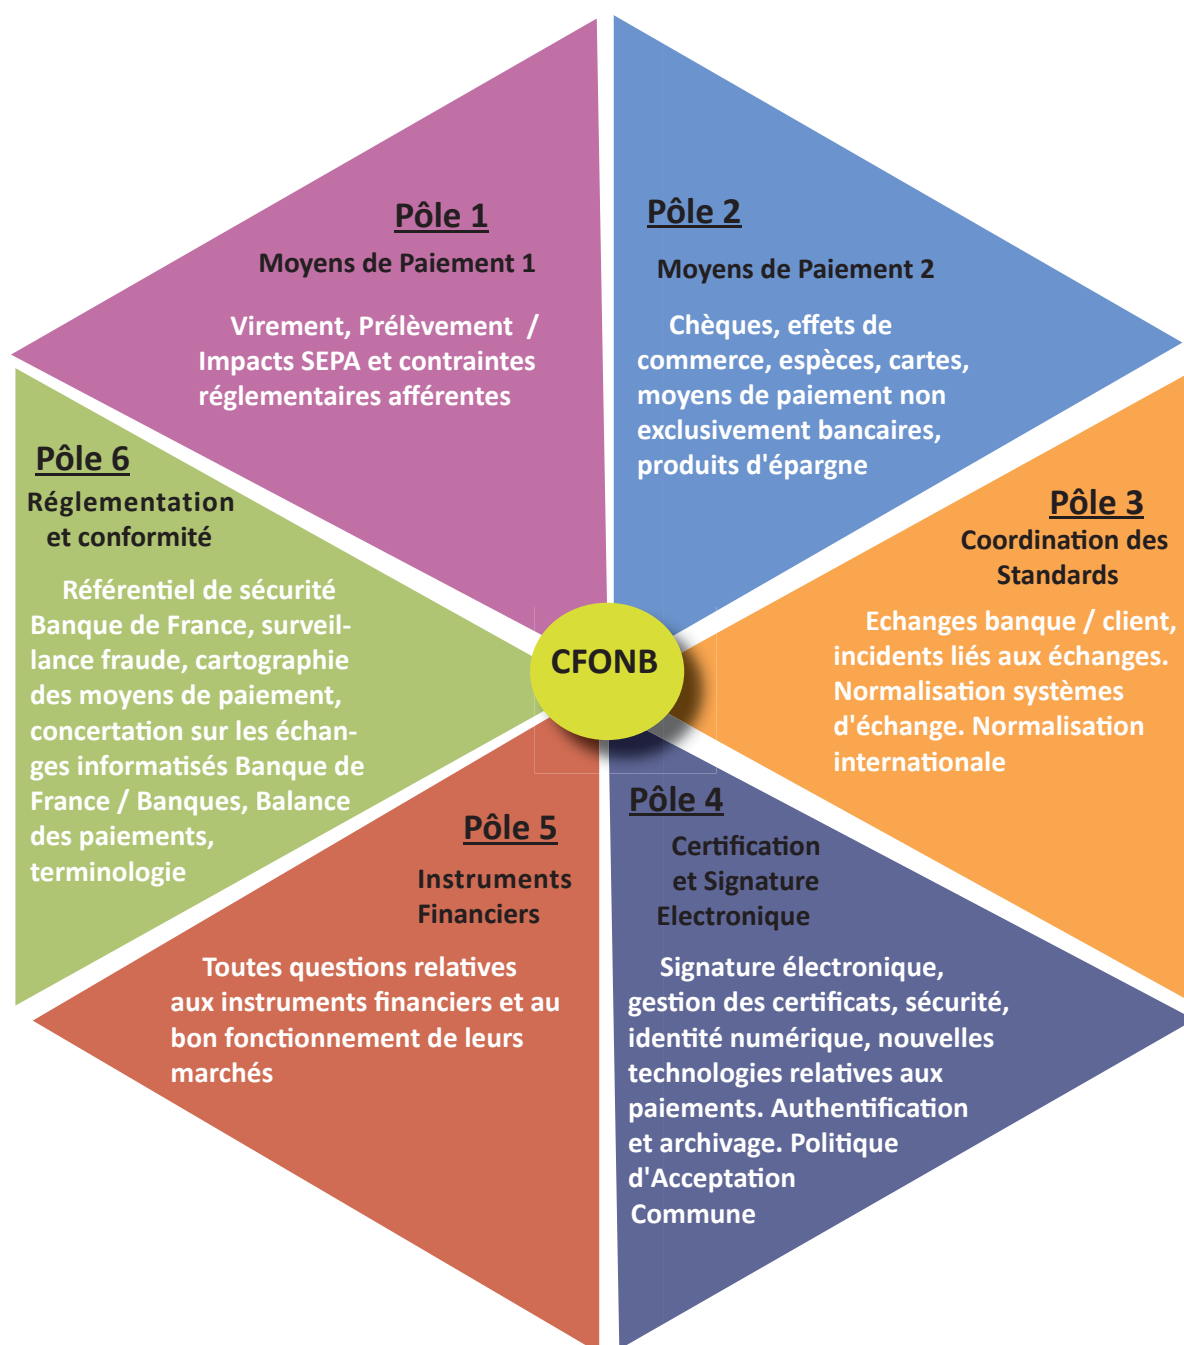 Pôle 1
Moyens de Paiement 1
Virement, Prélèvement /
Impacts SEPA et contraintes
réglementaires afférentes
Pôle 2
Moyens de Paiement 2
Chèques, effets de
commerce, espèces, cartes,
moyens de paiement non
exclusivement bancaires,
produits d'épargne
Pôle 3
Coordination des
Standards
Echanges banque / client,
incidents liés aux échanges.
Normalisation systèmes
d'échange. Normalisation
internationale
CFONB
Pôle 4
Certification
et Signature
Electronique
Signature électronique,
gestion des certificats, sécurité,
identité numérique, nouvelles
technologies relatives aux
paiements. Authentification
et archivage. Politique
d'Acceptation
Commune
Pôle 5
Instruments
Financiers
Toutes questions relatives
aux instruments financiers et au
bon fonctionnement de leurs
marchés
Pôle 6
Réglementation
et conformité
Référentiel de sécurité
Banque de France, surveil-
lance fraude, cartographie
des moyens de paiement,
concertation sur les échan-
ges informatisés Banque de
France / Banques, Balance
des paiements,
terminologie